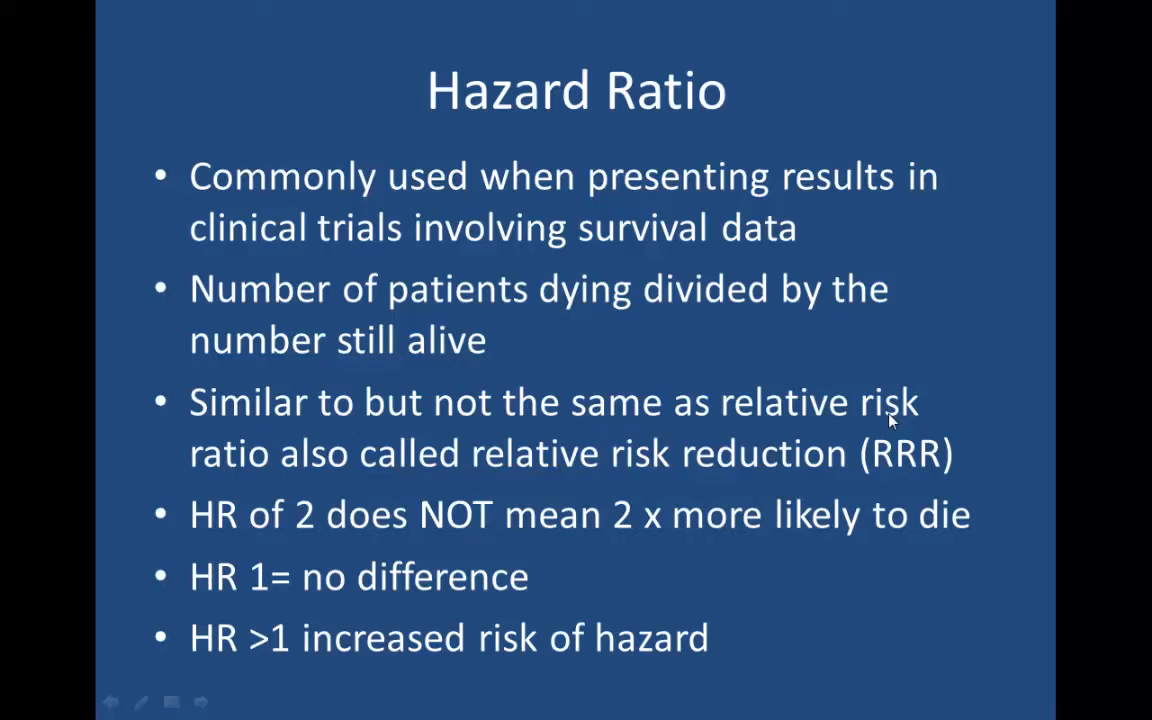 Hazard Ratio
• Commonly used when presenting results in
clinical trials involving survival data
• Number of patients dying divided by the
number still alive
• Similar to but not the same as relative risk
ratio also called relative risk reduction (RRR)
• HR of 2 does NOT mean 2 x more likely to die
• HR 1= no difference
• HR >1 increased risk of hazard